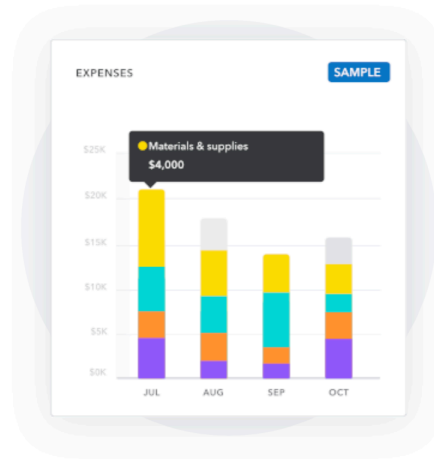 EXPENSES
SAMPLE
Materials & supplies
$4,000
$25K
$20K
$15K
$10K
$5K
$0K
JUL AUG SEP OCT